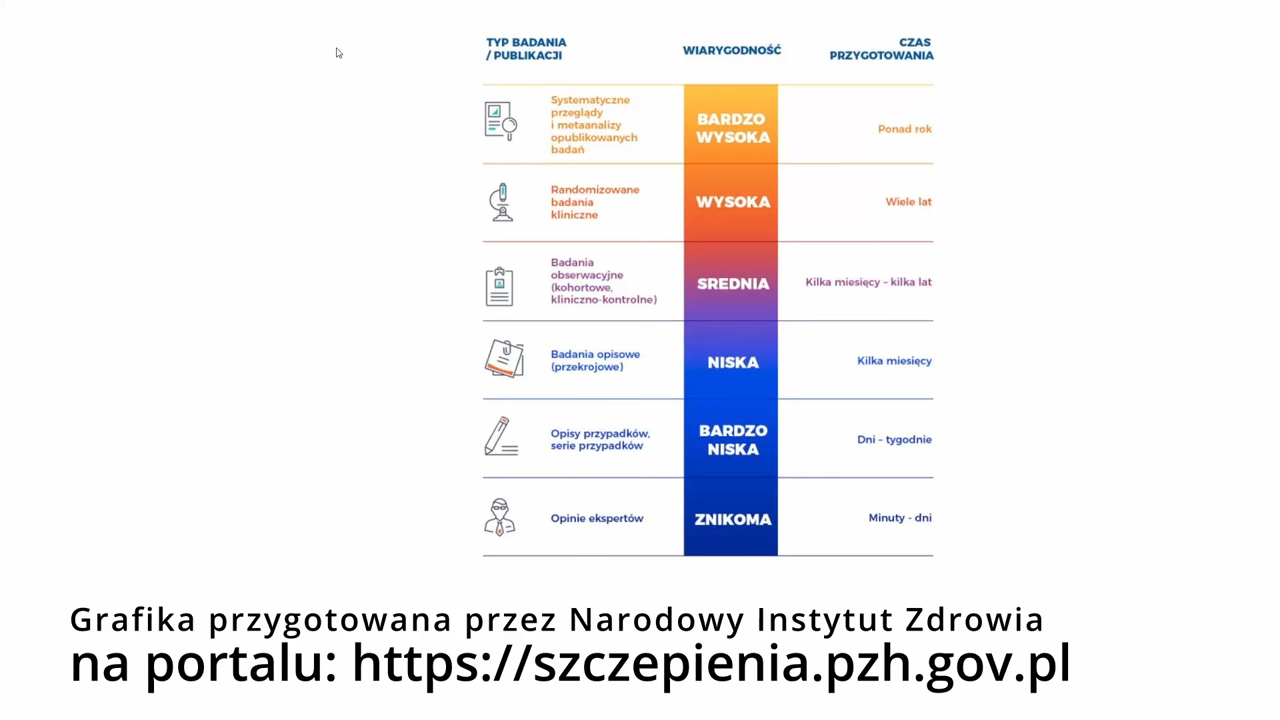 TYP BADANIA
/ PUBLIKACJI
WIARYGODNOŚĆ
CZAS
PRZYGOTOWANIA
Systematyczne
przeglądy
i metaanalizy
opublikowanych
badań
BARDZO
WYSOKA
Ponad rok
Randomizowane
badania
kliniczne
WYSOKA
Wiele lat
Badania
obserwacyjne
(kohortowe,
kliniczno-kontrolne)
SREDNIA
Kilka miesięcy – kilka lat
Badania opisowe
(przekrojowe)
NISKA
Kilka miesięcy
Opisy przypadków,
serie przypadków
BARDZO
NISKA
Dni – tygodnie
Opinie ekspertów
ZNIKOMA
Minuty - dni
Grafika przygotowana przez Narodowy Instytut Zdrowia
na portalu: https://szczepienia.pzh.gov.pl